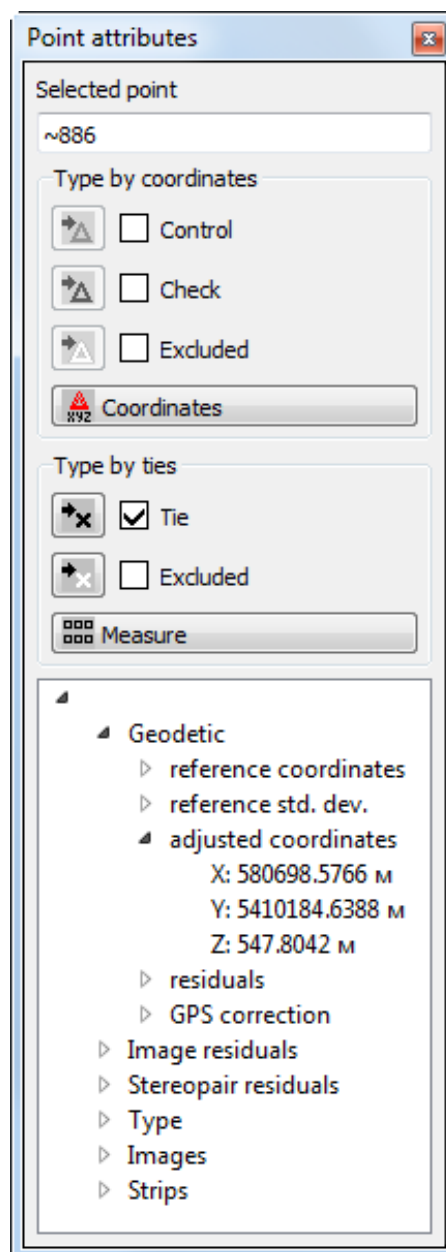 Point attributes
Selected point
~886
Type by coordinates
Control
Check
Excluded
XYZ Coordinates
Type by ties
Tie
Excluded
Measure
Geodetic
reference coordinates
reference std. dev.
adjusted coordinates
X: 580698.5766 м
Y: 5410184.6388 м
Z: 547.8042 м
residuals
GPS correction
Image residuals
Stereopair residuals
Type
Images
Strips